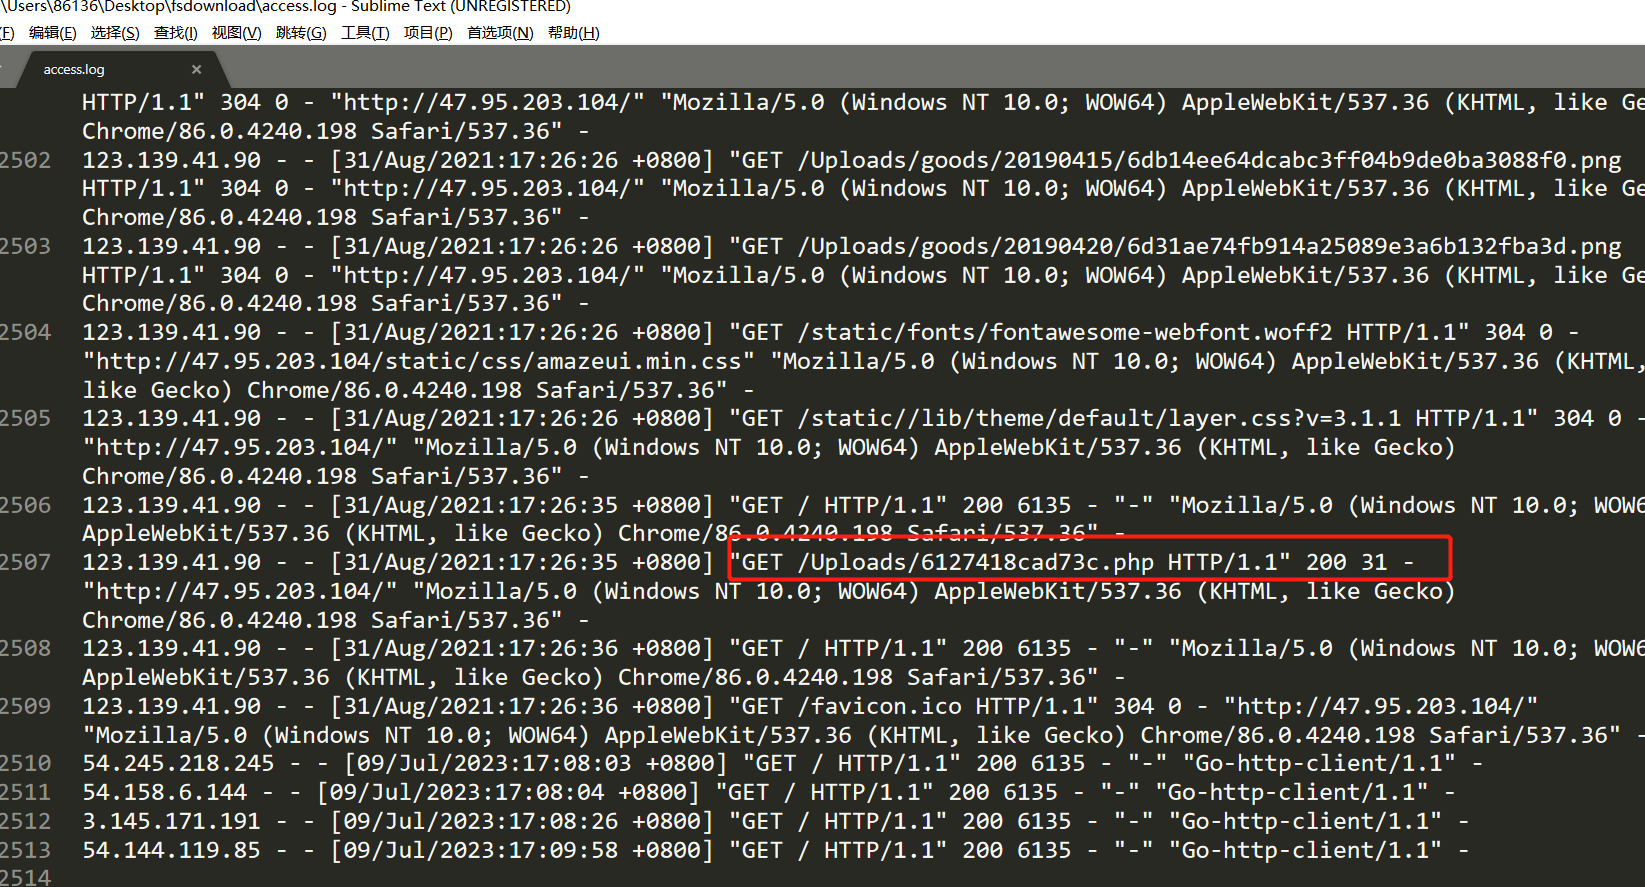 \Users\86136\Desktop\fsdownload\access.log - Sublime Text (UNREGISTERED)
(F) 编辑(E) 选择(S) 查找(I) 视图(V) 跳转(G) 工具(T) 项目(P) 首选项(N) 帮助(H)
access.log ×
HTTP/1.1" 304 0 - "http://47.95.203.104/" "Mozilla/5.0 (Windows NT 10.0; WOW64) AppleWebKit/537.36 (KHTML, like Ge
Chrome/86.0.4240.198 Safari/537.36" -
2502 123.139.41.90 - - [31/Aug/2021:17:26:26 +0800] "GET /Uploads/goods/20190415/6db14ee64dcabc3ff04b9de0ba3088f0.png
HTTP/1.1" 304 0 - "http://47.95.203.104/" "Mozilla/5.0 (Windows NT 10.0; WOW64) AppleWebKit/537.36 (KHTML, like Ge
Chrome/86.0.4240.198 Safari/537.36" -
2503 123.139.41.90 - - [31/Aug/2021:17:26:26 +0800] "GET /Uploads/goods/20190420/6d31ae74fb914a25089e3a6b132fba3d.png
HTTP/1.1" 304 0 - "http://47.95.203.104/" "Mozilla/5.0 (Windows NT 10.0; WOW64) AppleWebKit/537.36 (KHTML, like Ge
Chrome/86.0.4240.198 Safari/537.36" -
2504 123.139.41.90 - - [31/Aug/2021:17:26:26 +0800] "GET /static/fonts/fontawesome-webfont.woff2 HTTP/1.1" 304 0 -
"http://47.95.203.104/static/css/amazeui.min.css" "Mozilla/5.0 (Windows NT 10.0; WOW64) AppleWebKit/537.36 (KHTML,
like Gecko) Chrome/86.0.4240.198 Safari/537.36" -
2505 123.139.41.90 - - [31/Aug/2021:17:26:26 +0800] "GET /static//lib/theme/default/layer.css?v=3.1.1 HTTP/1.1" 304 0 -
"http://47.95.203.104/" "Mozilla/5.0 (Windows NT 10.0; WOW64) AppleWebKit/537.36 (KHTML, like Gecko)
Chrome/86.0.4240.198 Safari/537.36" -
2506 123.139.41.90 - - [31/Aug/2021:17:26:35 +0800] "GET / HTTP/1.1" 200 6135 - "-" "Mozilla/5.0 (Windows NT 10.0; WOW6
AppleWebKit/537.36 (KHTML, like Gecko) Chrome/86.0.4240.198 Safari/537.36" -
2507 123.139.41.90 - - [31/Aug/2021:17:26:35 +0800] "GET /Uploads/6127418cad73c.php HTTP/1.1" 200 31 -
"http://47.95.203.104/" "Mozilla/5.0 (Windows NT 10.0; WOW64) AppleWebKit/537.36 (KHTML, like Gecko)
Chrome/86.0.4240.198 Safari/537.36" -
2508 123.139.41.90 - - [31/Aug/2021:17:26:36 +0800] "GET / HTTP/1.1" 200 6135 - "-" "Mozilla/5.0 (Windows NT 10.0; WOW6
AppleWebKit/537.36 (KHTML, like Gecko) Chrome/86.0.4240.198 Safari/537.36" -
2509 123.139.41.90 - - [31/Aug/2021:17:26:36 +0800] "GET /favicon.ico HTTP/1.1" 304 0 - "http://47.95.203.104/"
"Mozilla/5.0 (Windows NT 10.0; WOW64) AppleWebKit/537.36 (KHTML, like Gecko) Chrome/86.0.4240.198 Safari/537.36" -
2510 54.245.218.245 - - [09/Jul/2023:17:08:03 +0800] "GET / HTTP/1.1" 200 6135 - "-" "Go-http-client/1.1" -
2511 54.158.6.144 - - [09/Jul/2023:17:08:04 +0800] "GET / HTTP/1.1" 200 6135 - "-" "Go-http-client/1.1" -
2512 3.145.171.191 - - [09/Jul/2023:17:08:26 +0800] "GET / HTTP/1.1" 200 6135 - "-" "Go-http-client/1.1" -
2513 54.144.119.85 - - [09/Jul/2023:17:09:58 +0800] "GET / HTTP/1.1" 200 6135 - "-" "Go-http-client/1.1" -
2514